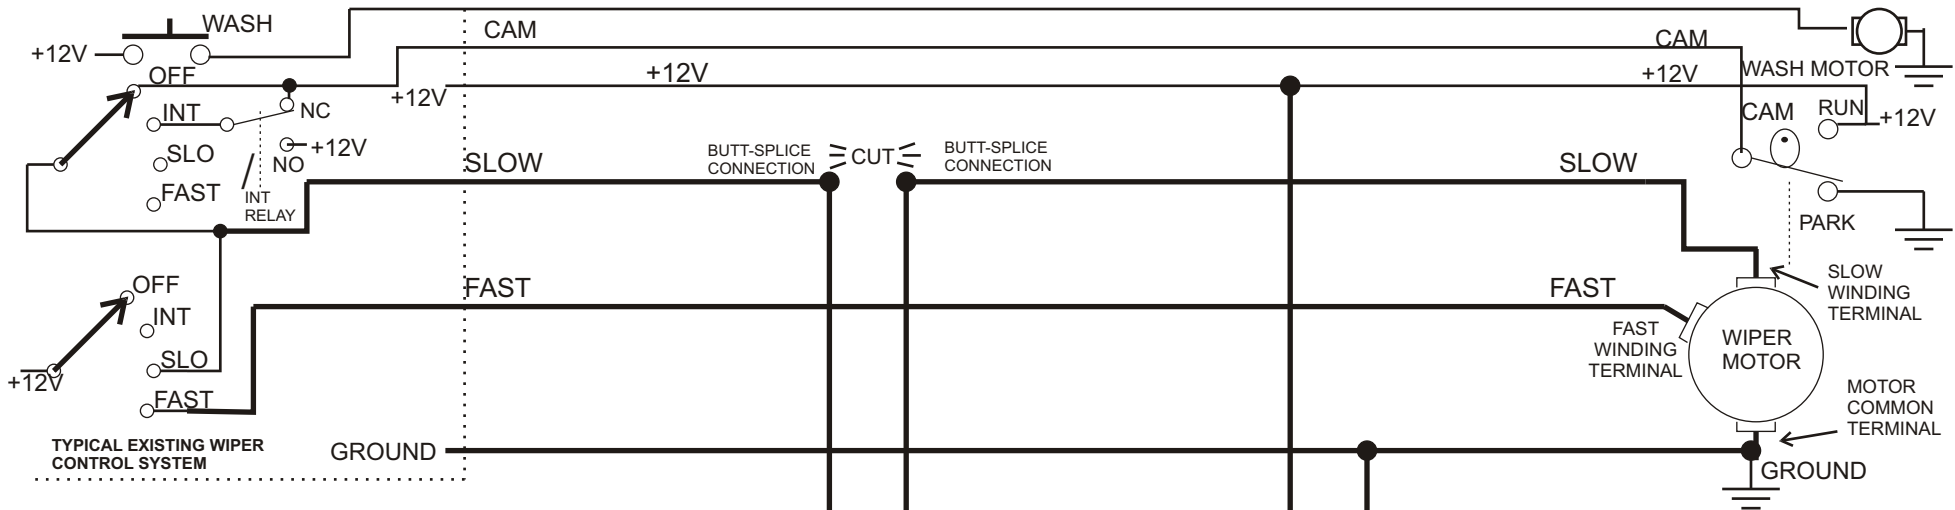 WASH
+12V
OFF
INT
NC
SLO
NO
+12V
FAST
INT
RELAY
OFF
INT
SLO
+12V
FAST
TYPICAL EXISTING WIPER
CONTROL SYSTEM
CAM
+12V
+12V
SLOW
FAST
GROUND
BUTT-SPLICE
CONNECTION
CUT
BUTT-SPLICE
CONNECTION
CAM
+12V
WASH MOTOR
CAM
RUN
+12V
SLOW
PARK
FAST
SLOW
WINDING
TERMINAL
FAST
WINDING
TERMINAL
WIPER
MOTOR
MOTOR
COMMON
TERMINAL
GROUND